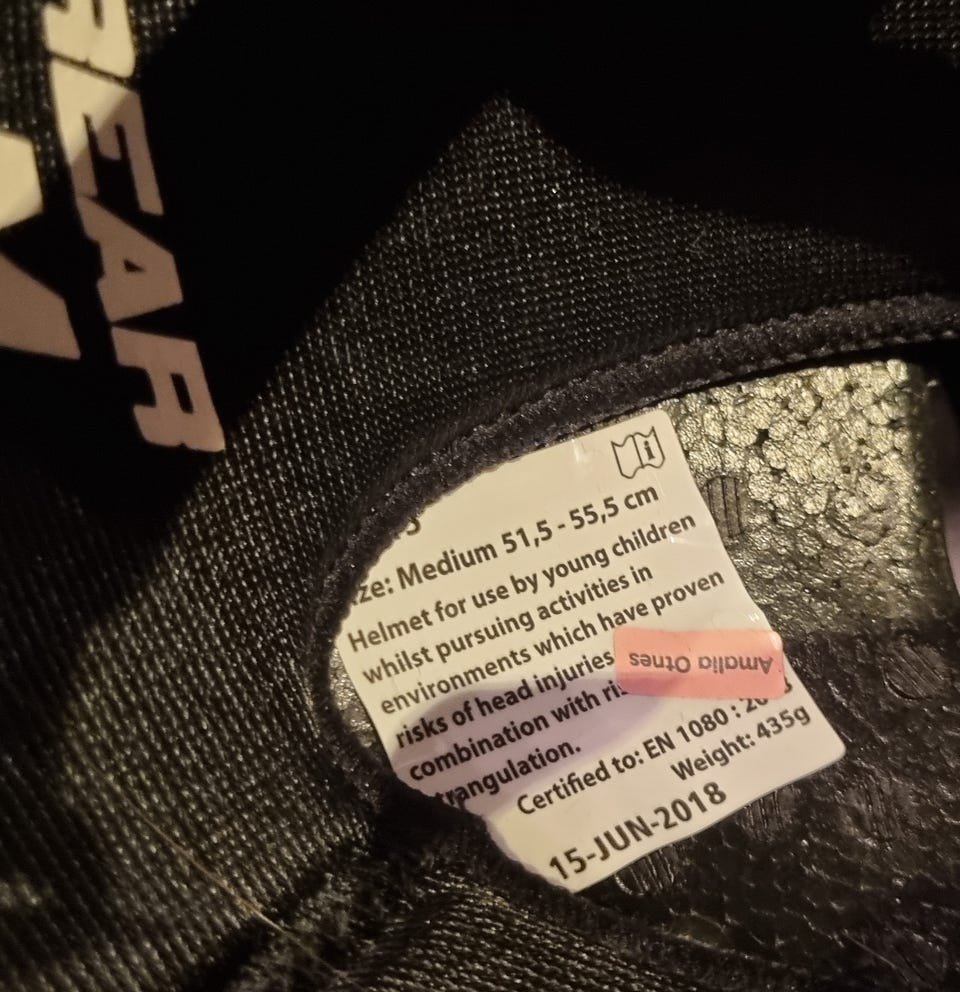 EAR
ze: Medium 51,5 - 55,5 cm
Helmet for use by young children
whilst pursuing activities in
environments which have proven
risks of head injuries
combination with
trangulation.
Certified to: EN 1080 :
Weight: 435g
15-JUN-2018
Amalia Otnes